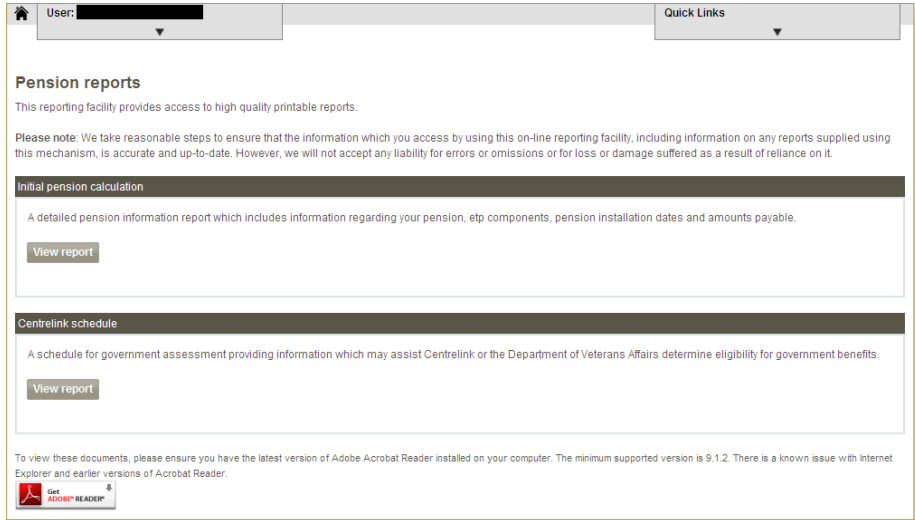 User:
Quick Links
Pension reports
This reporting facility provides access to high quality printable reports.
Please note: We take reasonable steps to ensure that the information which you access by using this on-line reporting facility, including information on any reports supplied using
this mechanism, is accurate and up-to-date. However, we will not accept any liability for errors or omissions or for loss or damage suffered as a result of reliance on it.
Initial pension calculation
A detailed pension information report which includes information regarding your pension, etp components, pension installation dates and amounts payable.
View report
Centrelink schedule
A schedule for government assessment providing information which may assist Centrelink or the Department of Veterans Affairs determine eligibility for government benefits.
View report
To view these documents, please ensure you have the latest version of Adobe Acrobat Reader installed on your computer. The minimum supported version is 9.1.2. There is a known issue with Internet
Explorer and earlier versions of Acrobat Reader.
Get
ADOBE® READER®